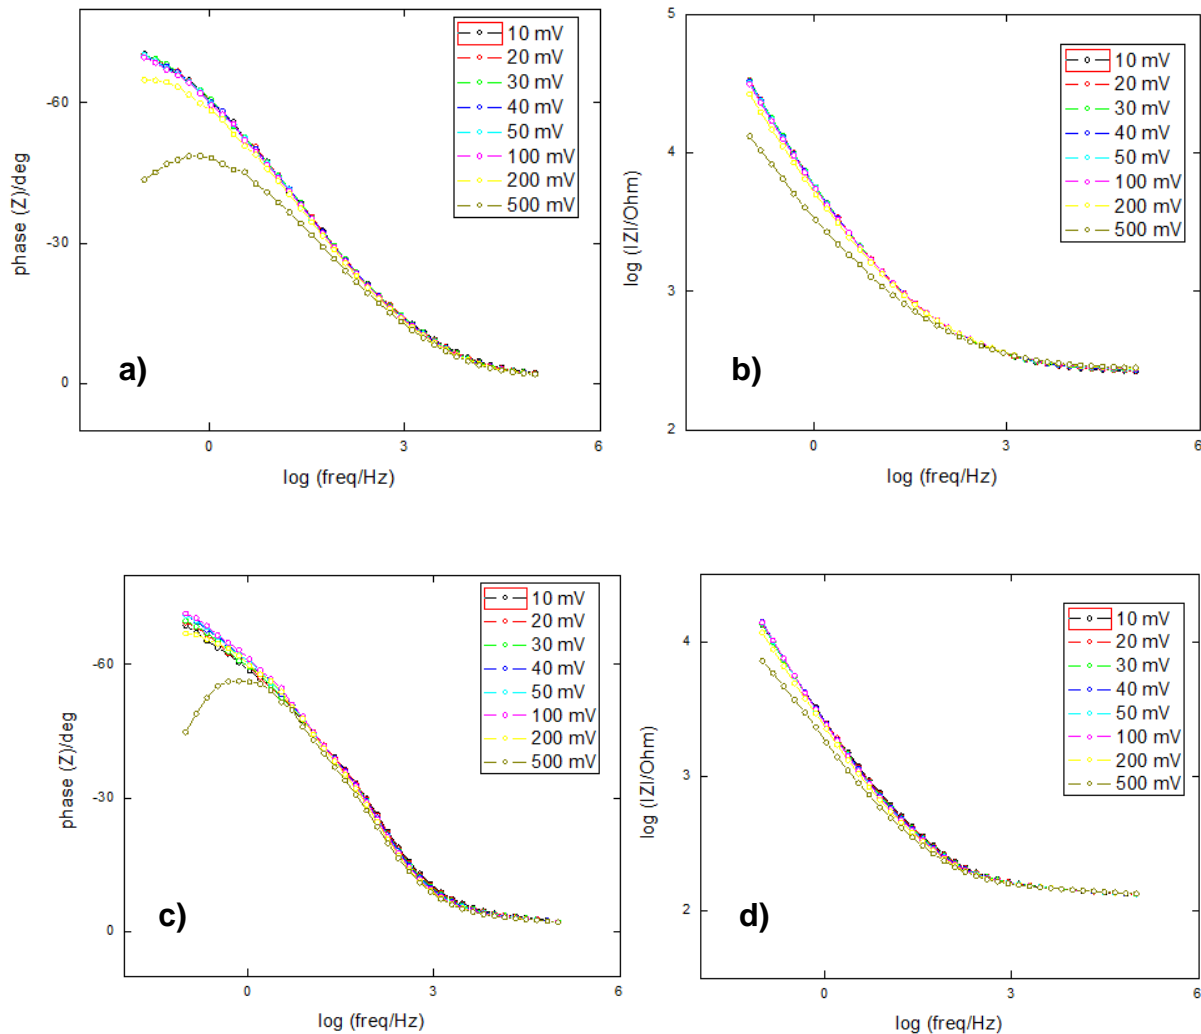 -60
-30
0
phase (Z)/deg
10 mV
20 mV
30 mV
40 mV
50 mV
100 mV
200 mV
500 mV
a)
0
3
6
log (freq/Hz)
5
4
3
2
log (IZI/Ohm)
10 mV
20 mV
30 mV
40 mV
50 mV
100 mV
200 mV
500 mV
b)
0
3
6
log (freq/Hz)
-60
-30
0
phase (Z)/deg
10 mV
20 mV
30 mV
40 mV
50 mV
100 mV
200 mV
500 mV
c)
0
3
6
log (freq/Hz)
4
3
2
log (IZI/Ohm)
10 mV
20 mV
30 mV
40 mV
50 mV
100 mV
200 mV
500 mV
d)
0
3
6
log (freq/Hz)